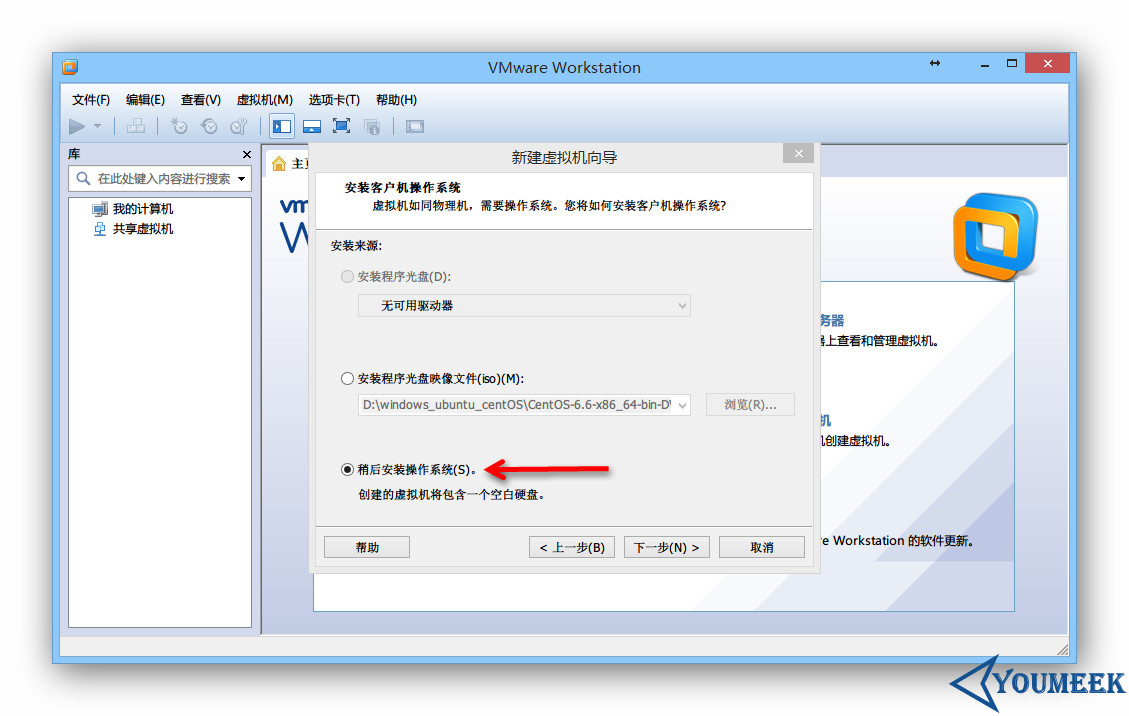 VMware Workstation
文件(F) 编辑(E) 查看(V) 虚拟机(M) 选项卡(T) 帮助(H)
库
在此处键入内容进行搜索
我的计算机
共享虚拟机
主
vm
W
新建虚拟机向导
安装客户机操作系统
虚拟机如同物理机，需要操作系统。您将如何安装客户机操作系统?
安装来源:
安装程序光盘(D):
无可用驱动器
安装程序光盘映像文件(iso)(M):
D:\windows_ubuntu_centOS\CentOS-6.6-x86_64-bin-D
浏览(R)...
稍后安装操作系统(S)。
创建的虚拟机将包含一个空白硬盘。
帮助 < 上一步(B) 下一步(N) > 取消
务器
器上查看和管理虚拟机。
机
创建虚拟机。
re Workstation 的软件更新。
YOUMEEK